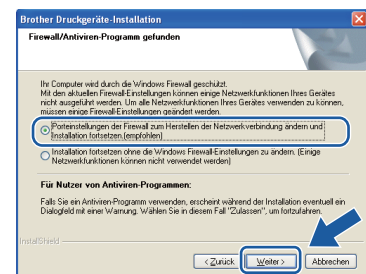 Brother Druckgeräte-Installation
Firewall/Antiviren-Programm gefunden
Ihr Computer wird durch die Windows Firewall geschützt.
Mit den aktuellen Firewall-Einstellungen können einige Netzwerkfunktionen Ihres Gerätes
nicht ausgeführt werden. Um alle Netzwerkfunktionen Ihres Gerätes verwenden zu können,
müssen einige Firewall-Einstellungen geändert werden.
Porteinstellungen der Firewall zum Herstellen der Netzwerkverbindung ändern und
Installation fortsetzen.(empfohlen)
Installation fortsetzen ohne die Windows Firewall-Einstellungen zu ändern. (Einige
Netzwerkfunktionen können nicht verwendet werden)
Für Nutzer von Antiviren-Programmen:
Falls Sie ein Antiviren-Programm verwenden, erscheint während der Installation eventuell ein
Dialogfeld mit einer Warnung. Wählen Sie in diesem Fall "Zulassen", um fortzufahren.
InstallShield
< Zurück Weiter > Abbrechen